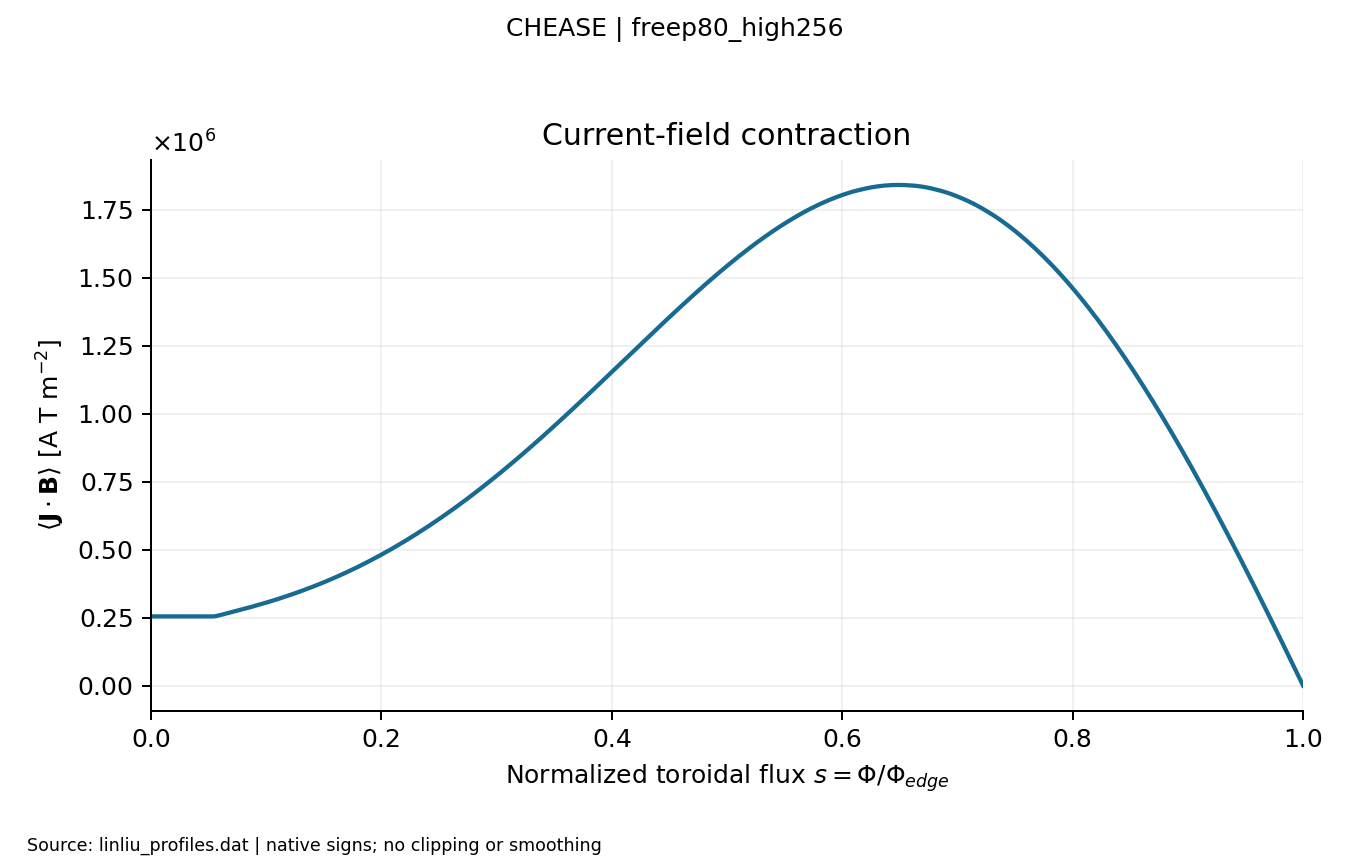 CHEASE | freep80_high256
Current-field contraction
×10⁶
1.75
1.50
1.25
1.00
0.75
0.50
0.25
0.00
⟨J · B⟩ [A T m⁻²]
0.0 0.2 0.4 0.6 0.8 1.0
Normalized toroidal flux s = Φ/Φ_edge
Source: linliu_profiles.dat | native signs; no clipping or smoothing